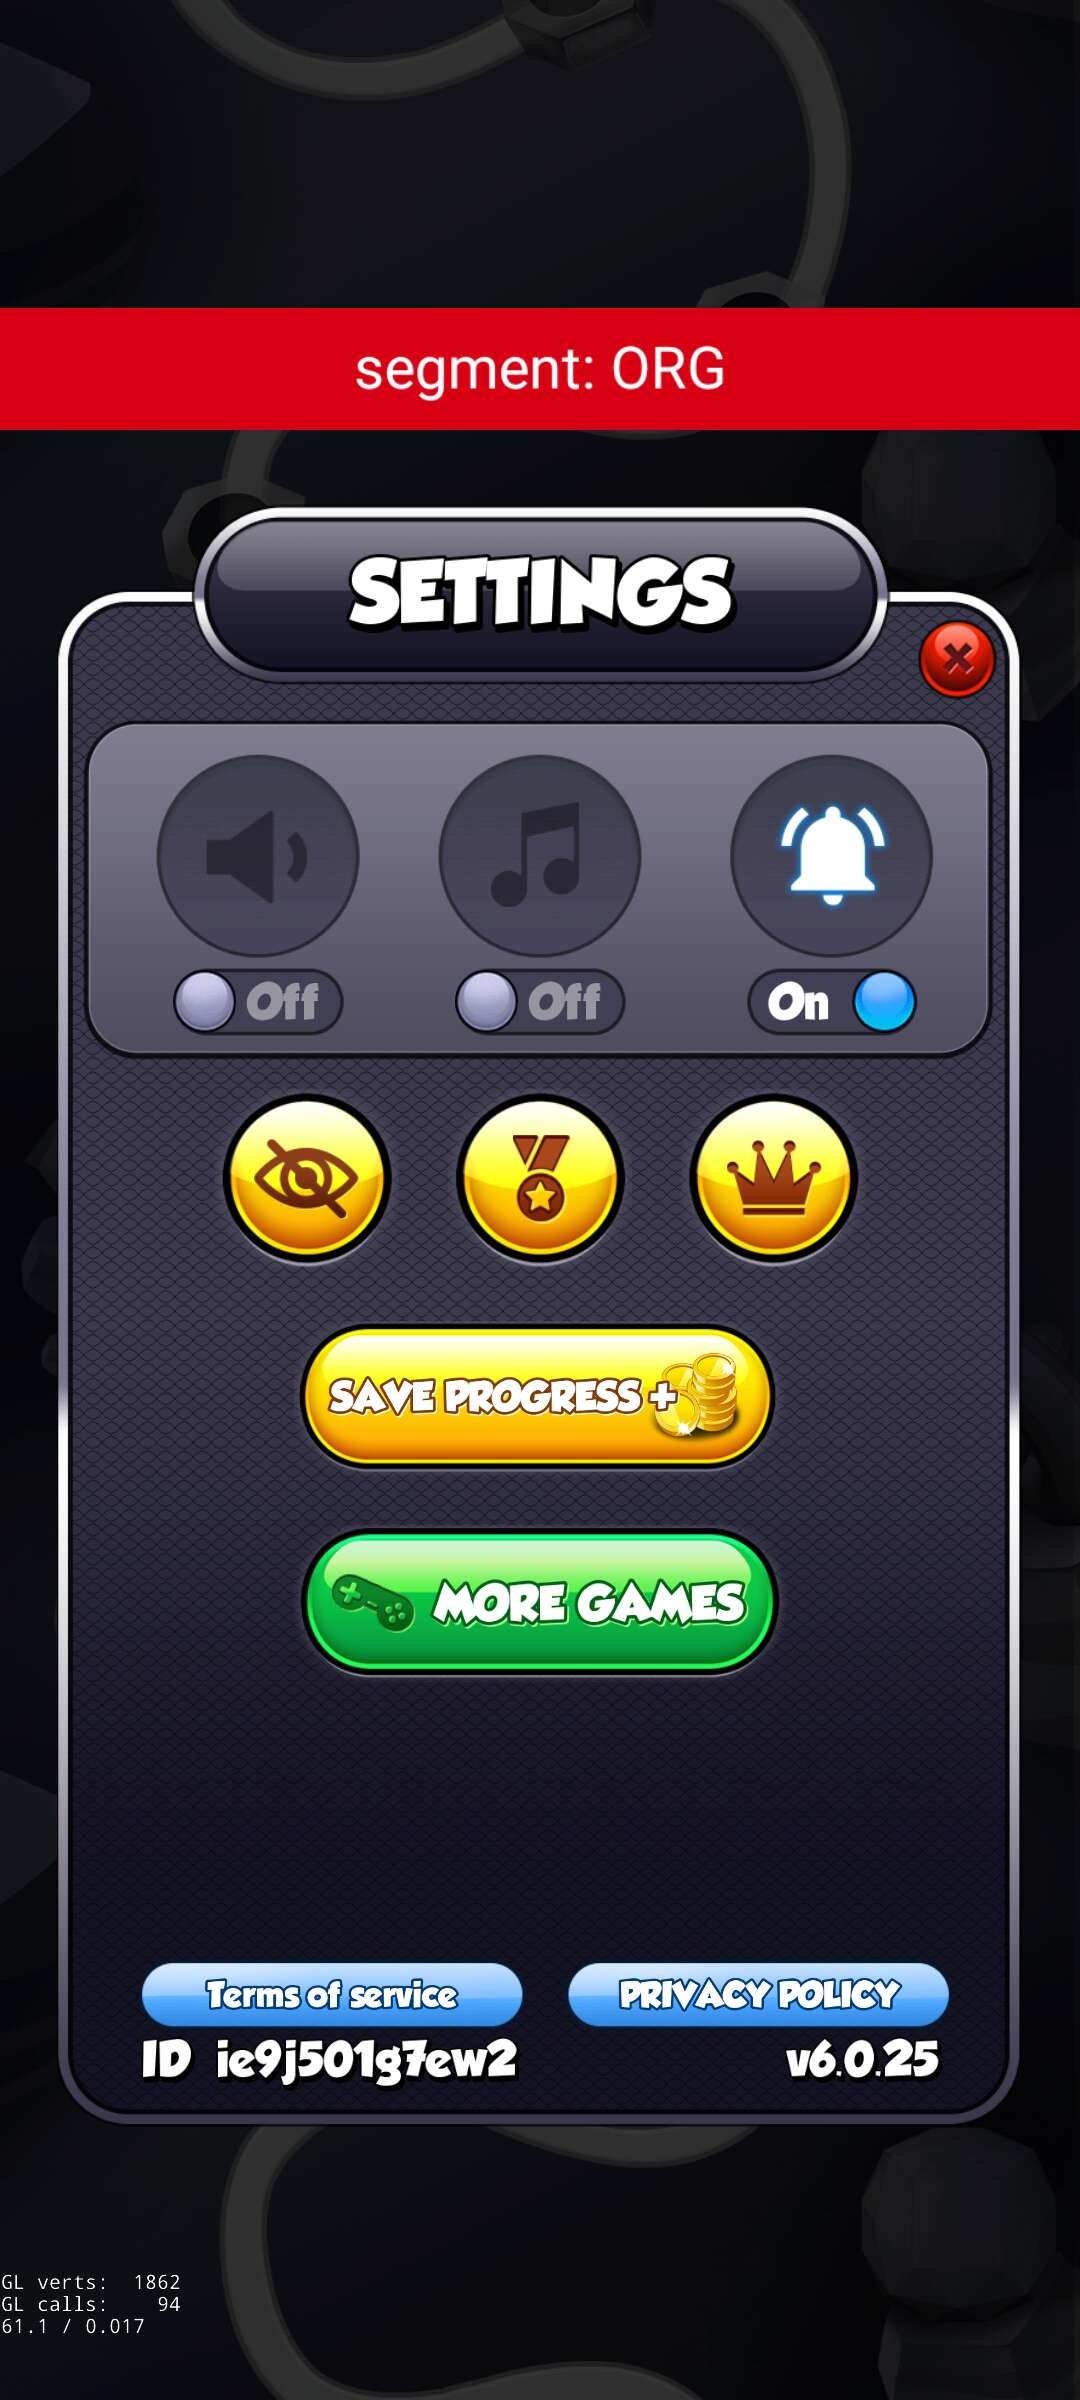 segment: ORG
SETTINGS
Off Off On
SAVE PROGRESS +
MORE GAMES
Terms of service PRIVACY POLICY
ID ie9j501g7ew2 v6.0.25
GL verts: 1862
GL calls: 94
61.1 / 0.017